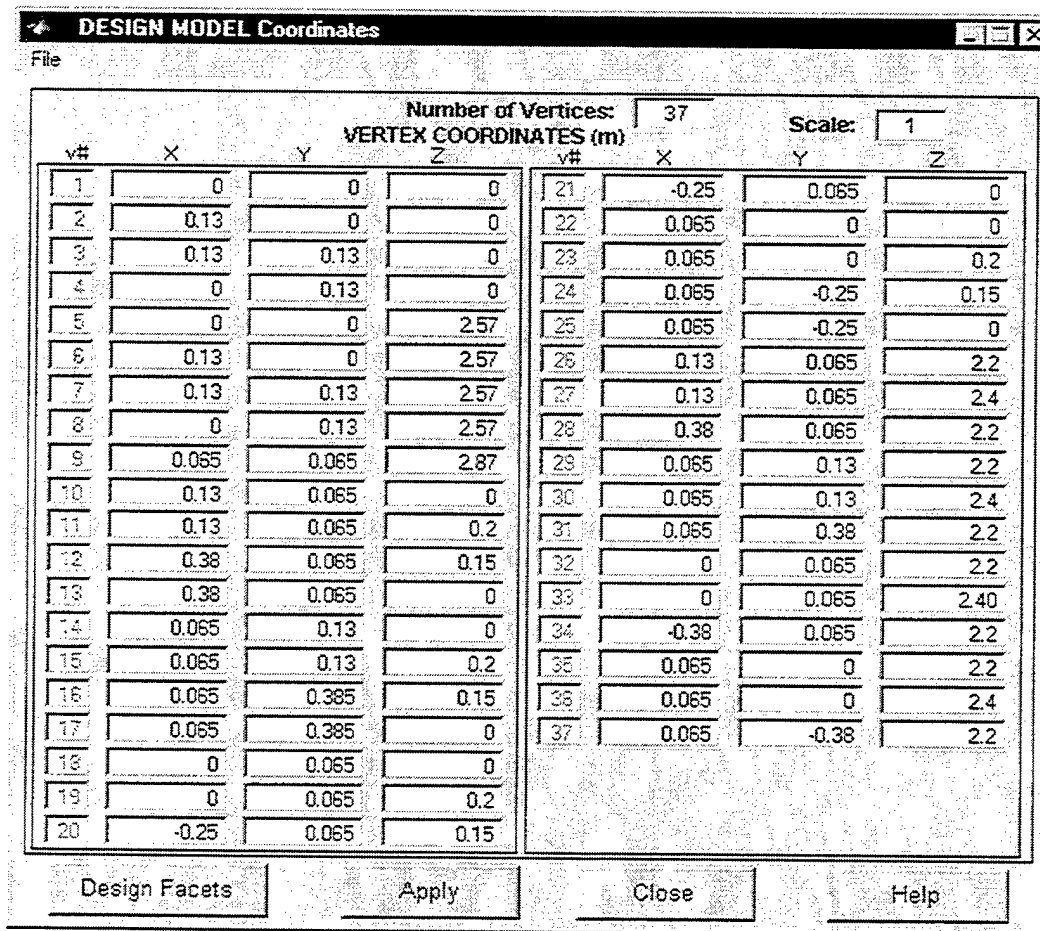 DESIGN MODEL Coordinates
File
Number of Vertices: 37
Scale: 1
VERTEX COORDINATES (m)
v# X Y Z v# X Y Z
1 0 0 0 21 -0.25 0.065 0
2 0.13 0 0 22 0.065 0 0
3 0.13 0.13 0 23 0.065 0 0.2
4 0 0.13 0 24 0.065 -0.25 0.15
5 0 0 2.57 25 0.065 -0.25 0
6 0.13 0 2.57 26 0.13 0.065 2.2
7 0.13 0.13 2.57 27 0.13 0.065 2.4
8 0 0.13 2.57 28 0.38 0.065 2.2
9 0.065 0.065 2.87 29 0.065 0.13 2.2
10 0.13 0.065 0 30 0.065 0.13 2.4
11 0.13 0.065 0.2 31 0.065 0.38 2.2
12 0.38 0.065 0.15 32 0 0.065 2.2
13 0.38 0.065 0 33 0 0.065 2.40
14 0.065 0.13 0 34 -0.38 0.065 2.2
15 0.065 0.13 0.2 35 0.065 0 2.2
16 0.065 0.385 0.15 36 0.065 0 2.4
17 0.065 0.385 0 37 0.065 -0.38 2.2
18 0 0.065 0
19 0 0.065 0.2
20 -0.25 0.065 0.15
Design Facets Apply Close Help